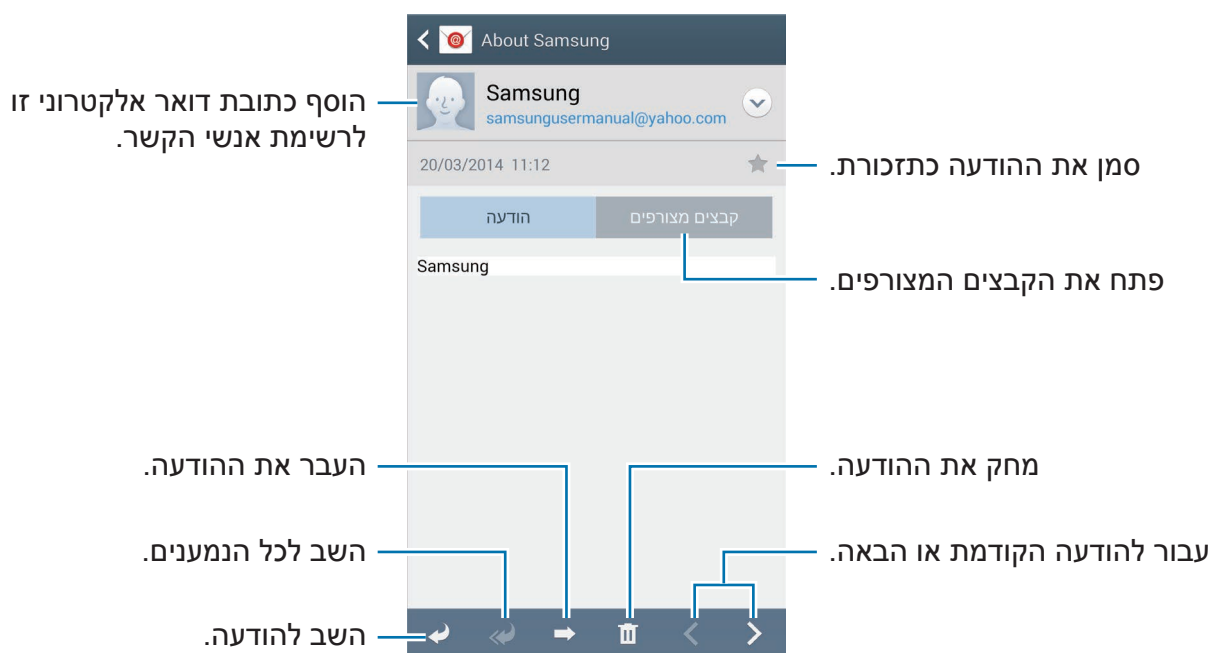 About Samsung
Samsung
samsungusermanual@yahoo.com
הוסף כתובת דואר אלקטרוני זו
לרשימת אנשי הקשר.
20/03/2014 11:12
סמן את ההודעה כתזכורת.
קבצים מצורפים
הודעה
Samsung
פתח את הקבצים המצורפים.
מחק את ההודעה.
העבר את ההודעה.
עבור להודעה הקודמת או הבאה.
השב לכל הנמענים.
השב להודעה.